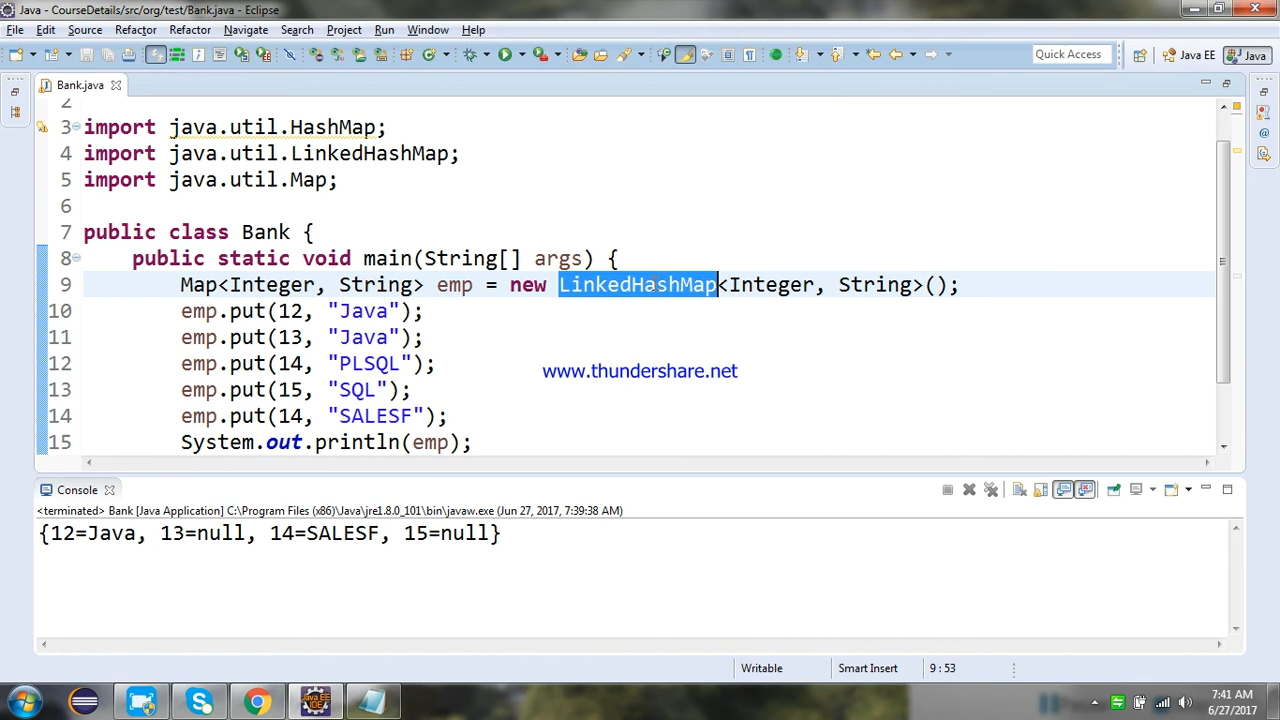 Java - CourseDetails/src/org/test/Bank.java - Eclipse
File Edit Source Refactor Refactor Navigate Search Project Run Window Help
Quick Access Java EE Java
Bank.java
2
3 import java.util.HashMap;
4 import java.util.LinkedHashMap;
5 import java.util.Map;
6
7 public class Bank {
8 public static void main(String[] args) {
9 Map<Integer, String> emp = new LinkedHashMap<Integer, String>();
10 emp.put(12, "Java");
11 emp.put(13, "Java");
12 emp.put(14, "PLSQL");
www.thundershare.net
13 emp.put(15, "SQL");
14 emp.put(14, "SALESF");
15 System.out.println(emp);
Console
<terminated> Bank [Java Application] C:\Program Files (x86)\Java\jre1.8.0_101\bin\javaw.exe (Jun 27, 2017, 7:39:38 AM)
{12=Java, 13=null, 14=SALESF, 15=null}
Writable Smart Insert 9 : 53
7:41 AM
6/27/2017